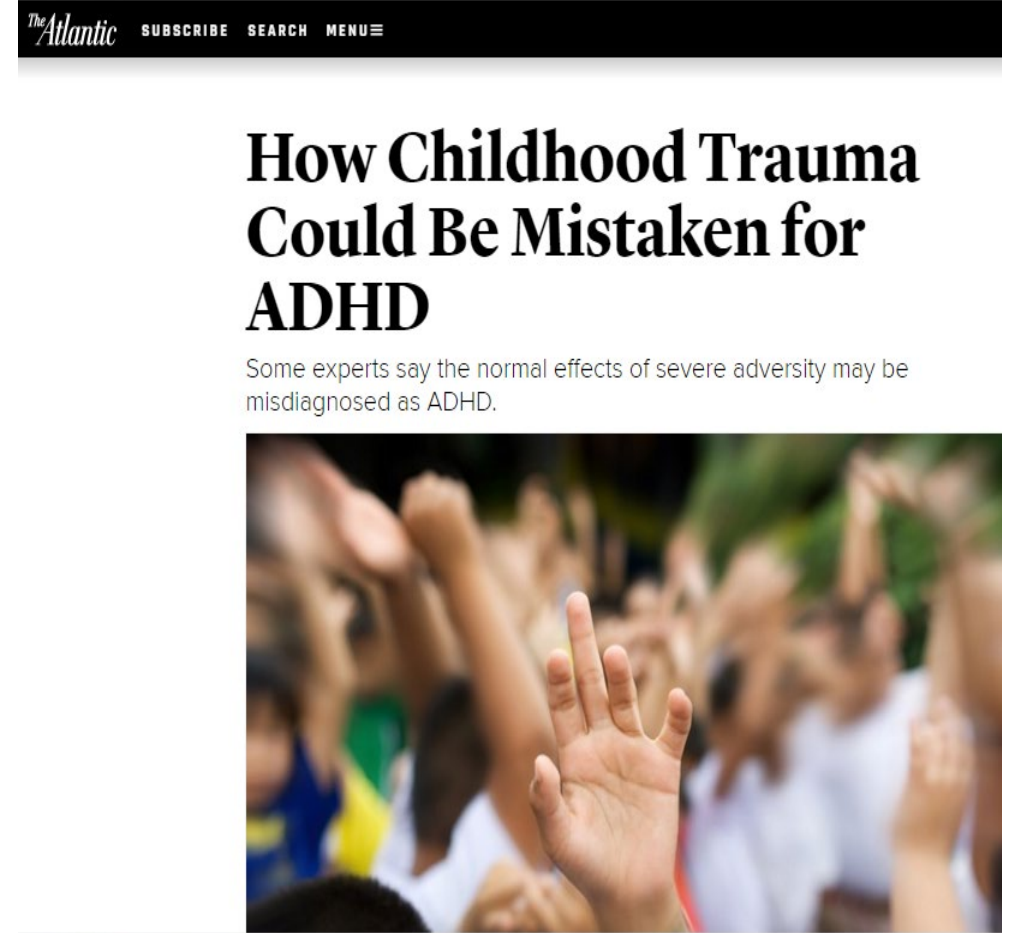 The Atlantic SUBSCRIBE SEARCH MENU
How Childhood Trauma
Could Be Mistaken for
ADHD
Some experts say the normal effects of severe adversity may be
misdiagnosed as ADHD.